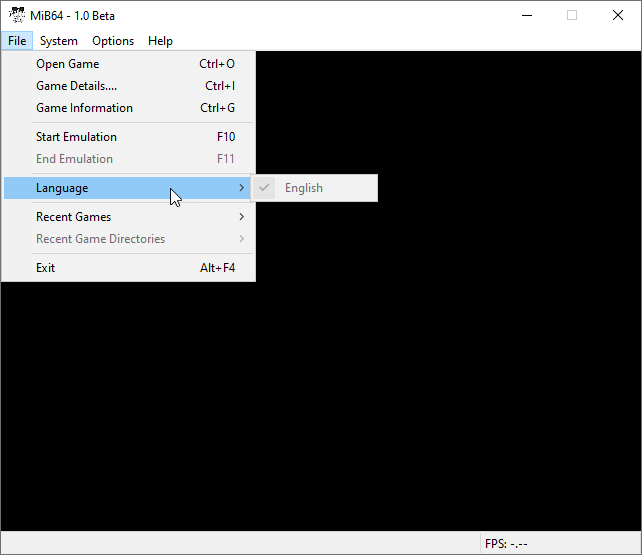 MiB64 - 1.0 Beta
File System Options Help
Open Game Ctrl+O
Game Details.... Ctrl+I
Game Information Ctrl+G
Start Emulation F10
End Emulation F11
Language English
Recent Games
Recent Game Directories
Exit Alt+F4
FPS: -.--